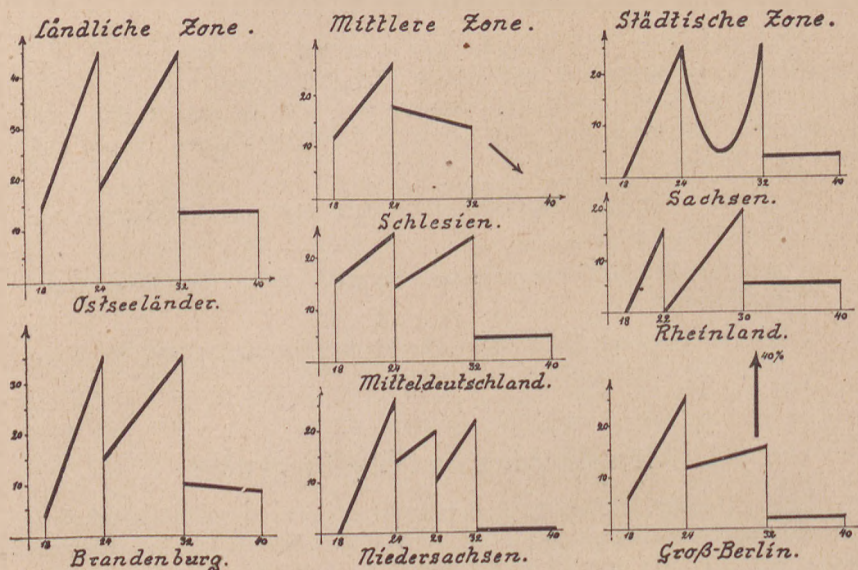 Ländliche Zone.
40
30
20
10
18 24 32 40
Ostseeländer.
30
20
10
18 24 32 40
Brandenburg.
Mittlere Zone.
20
10
18 24 32 40
Schlesien.
20
10
18 24 32 40
Mitteldeutschland.
20
10
18 24 28 32 40
Niedersachsen.
Städtische Zone.
20
10
18 24 32 40
Sachsen.
20
10
18 22 30 40
Rheinland.
40%
20
10
18 24 32 40
Groß-Berlin.